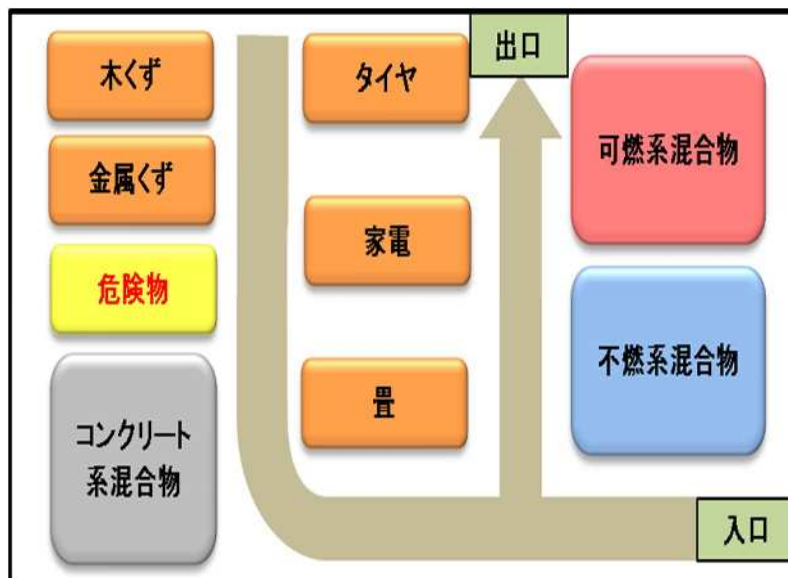 出口
木くず
タイヤ
可燃系混合物
金属くず
家電
危険物
不燃系混合物
畳
コンクリート
系混合物
入口